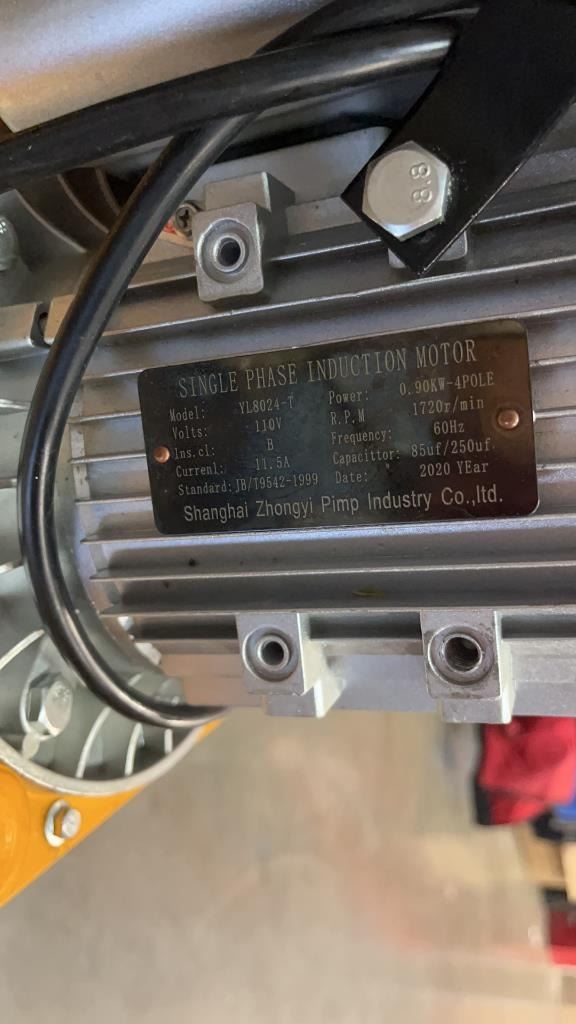 8.8
SINGLE PHASE INDUCTION MOTOR
Model: YL8024-T Power: 0.90KW-4POLE
Volts: 110V R.P.M 1720r/min
Ins.cl: B Frequency: 60Hz
Current: 11.5A Capacittor: 85uf/250uf.
Standard: JB/T9542-1999 Date: 2020 YEar
Shanghai Zhongyi Pimp Industry Co.,ltd.